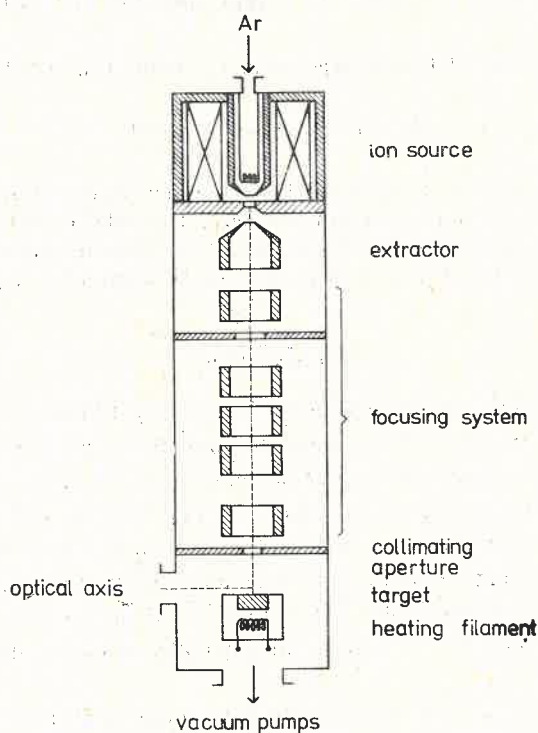 Ar
ion source
extractor
focusing system
collimating
aperture
optical axis
target
heating filament
vacuum pumps